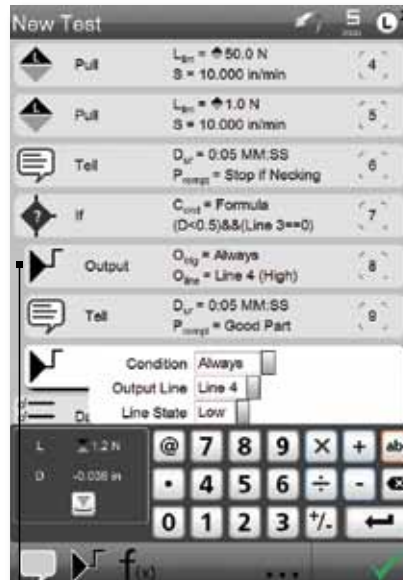 New Test
5
L
L
Pull
LLim = 50.0 N
S = 10.000 in/min
4
L
Pull
LLim = 1.0 N
S = 10.000 in/min
5
Tell
Dur = 0:05 MM:SS
Prompt = Stop if Necking
6
?
If
Cond = Formula
(D<0.5)&&(Line 3==0)
7
Output
OTrig = Always
OLine = Line 4 (High)
8
Tell
Dur = 0:05 MM:SS
Prompt = Good Part
9
Condition Always
Output Line Line 4
Line State Low
L 1.2 N
D -0.036 in
@ 7 8 9 × + ab
. 4 5 6 ÷ -
0 1 2 3 +/-
f(x) ...